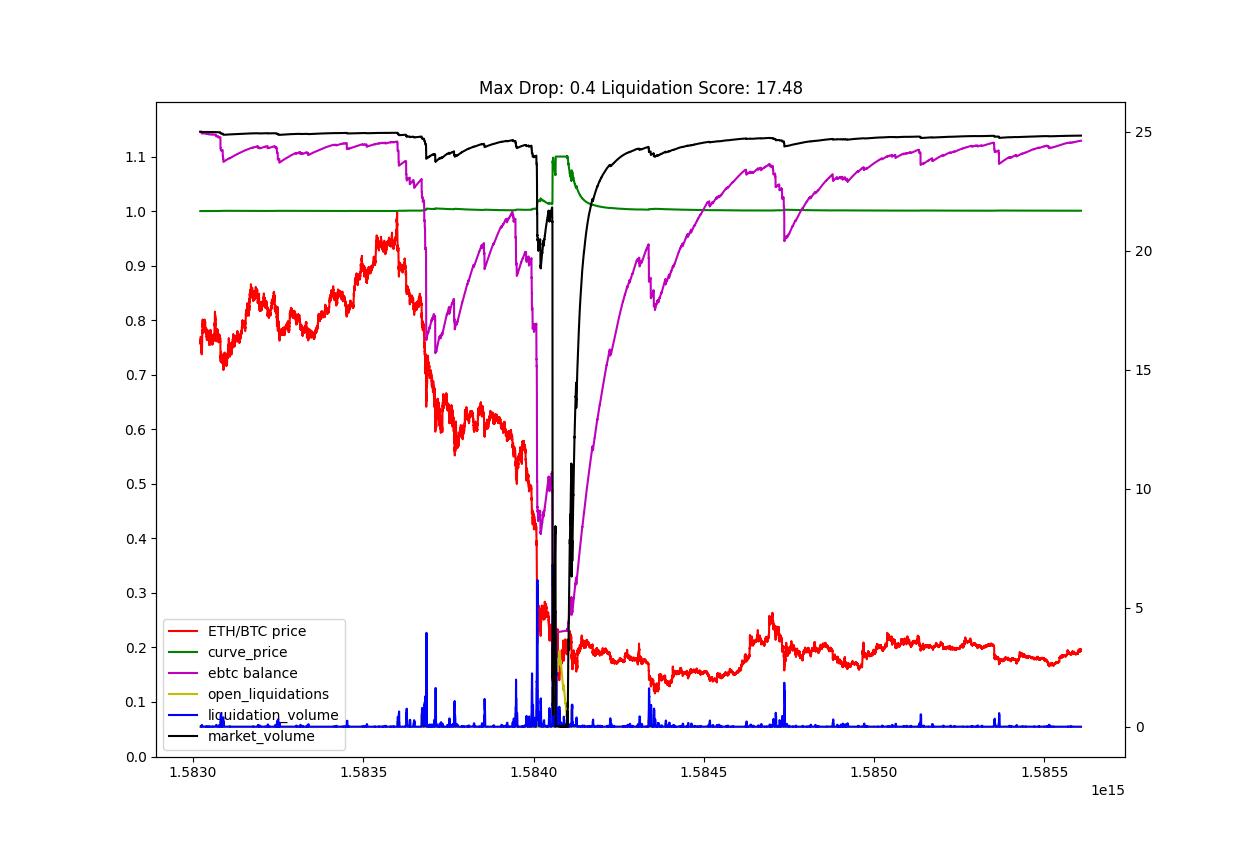 Max Drop: 0.4 Liquidation Score: 17.48
1.1
1.0
0.9
0.8
0.7
0.6
0.5
0.4
0.3
0.2
0.1
0.0
25
20
15
10
5
0
ETH/BTC price
curve_price
ebtc balance
open_liquidations
liquidation_volume
market_volume
1.5830 1.5835 1.5840 1.5845 1.5850 1.5855
1e15